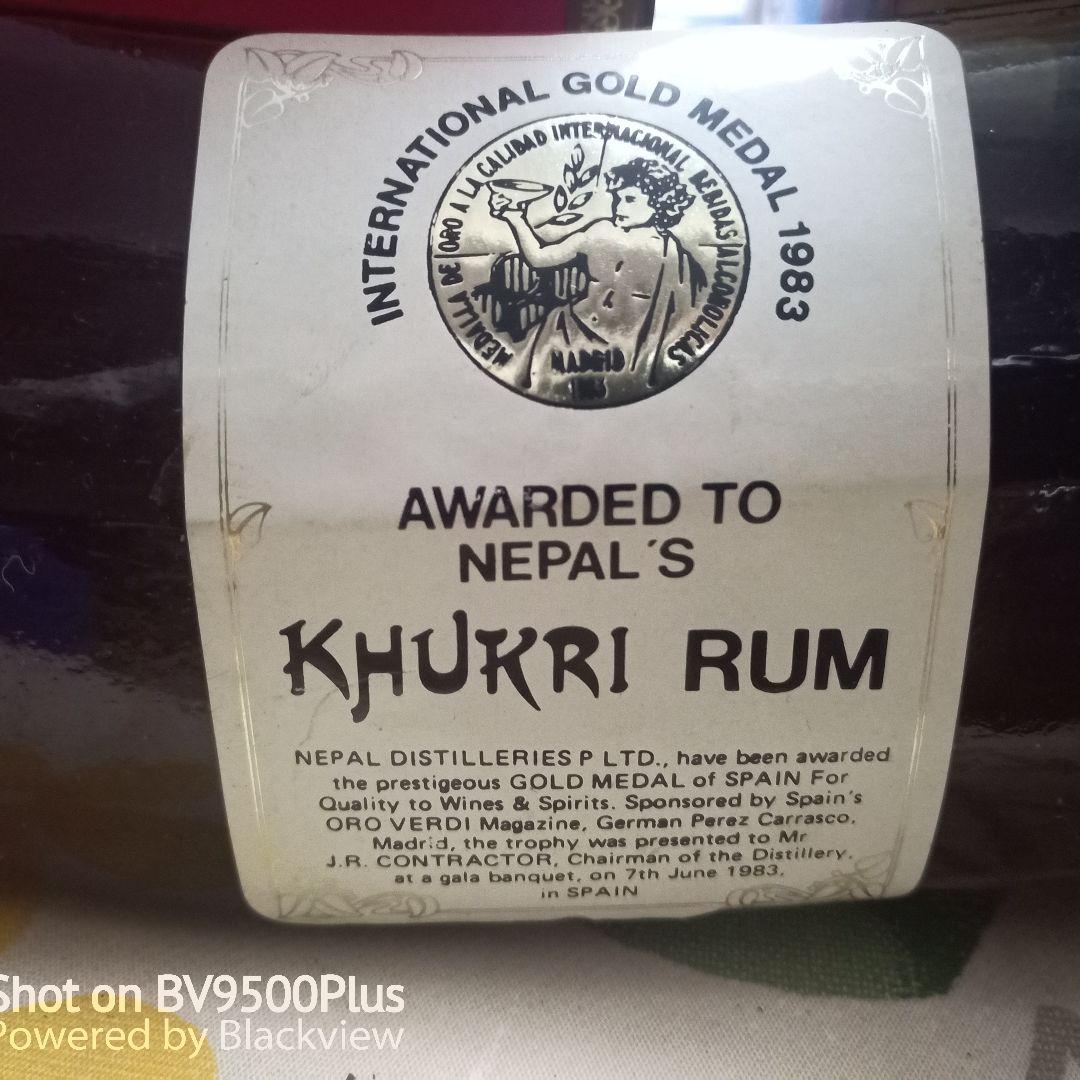 INTERNATIONAL GOLD MEDAL 1983
MEDALLA DE ORO A LA CALIDAD INTERNACIONAL BEBIDAS ALCOHOLICAS
MADRID
AWARDED TO
NEPAL´S
KHUKRI RUM
NEPAL DISTILLERIES P LTD., have been awarded
the prestigeous GOLD MEDAL of SPAIN For
Quality to Wines & Spirits. Sponsored by Spain's
ORO VERDI Magazine, German Perez Carrasco,
Madrid, the trophy was presented to Mr
J.R. CONTRACTOR, Chairman of the Distillery,
at a gala banquet, on 7th June 1983,
in SPAIN
Shot on BV9500Plus
Powered by Blackview